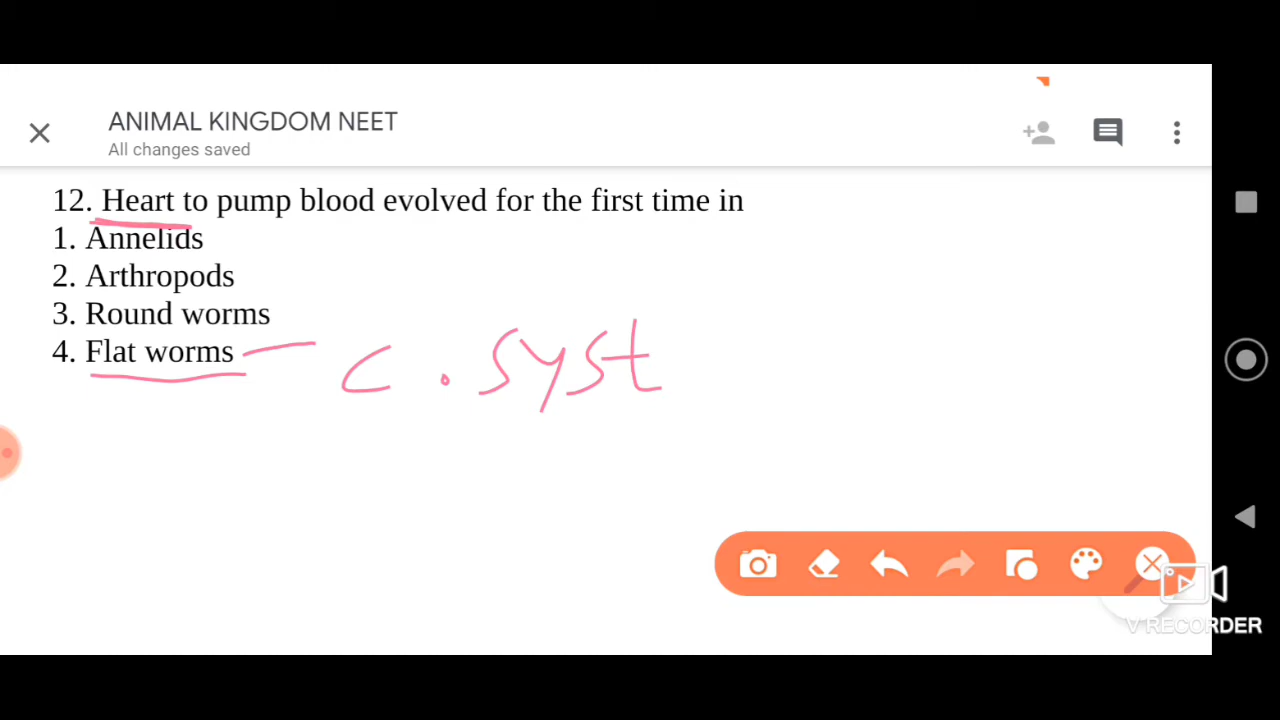 ANIMAL KINGDOM NEET
All changes saved
12. Heart to pump blood evolved for the first time in
1. Annelids
2. Arthropods
3. Round worms
4. Flat worms — c. syst
V RECORDER